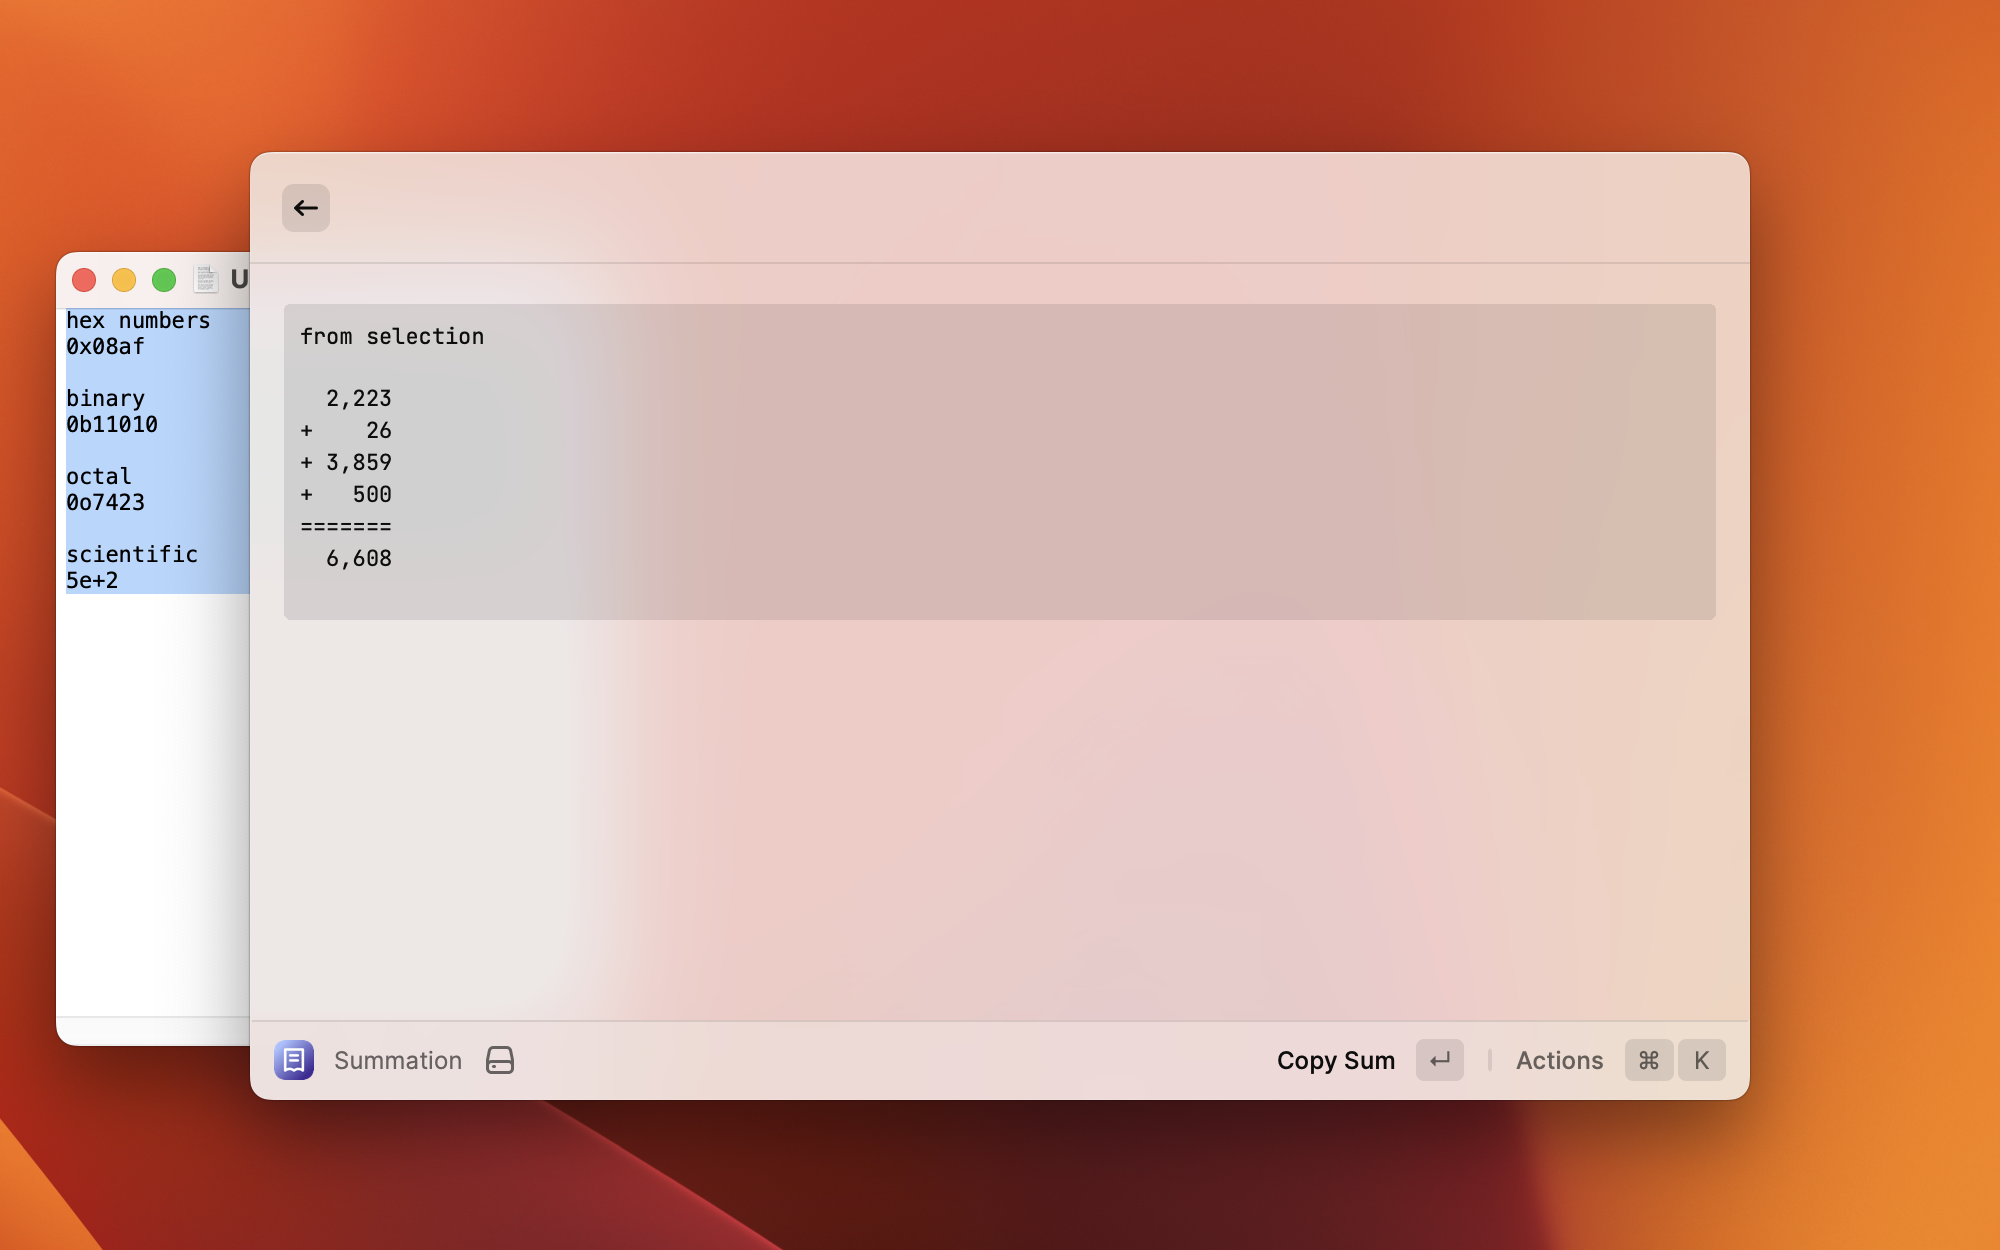 U
hex numbers
0x08af
binary
0b11010
octal
0o7423
scientific
5e+2
from selection
2,223
+ 26
+ 3,859
+ 500
=======
6,608
Summation
Copy Sum ↵ | Actions ⌘ K